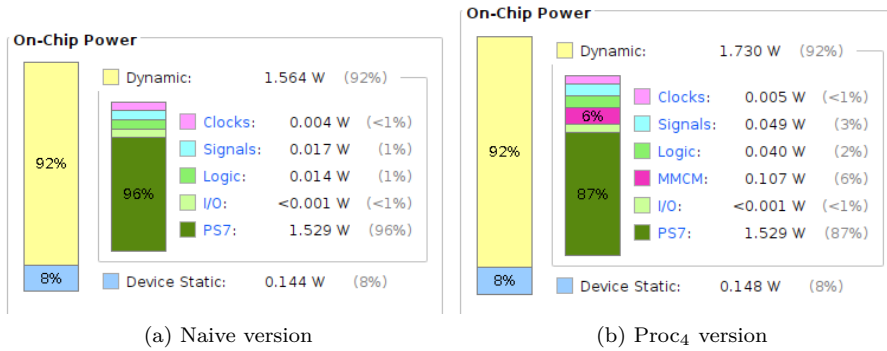 On-Chip Power
92%
8%
Dynamic: 1.564 W (92%)
96%
Clocks: 0.004 W (<1%)
Signals: 0.017 W (1%)
Logic: 0.014 W (1%)
I/O: <0.001 W (<1%)
PS7: 1.529 W (96%)
Device Static: 0.144 W (8%)
(a) Naive version
On-Chip Power
92%
8%
Dynamic: 1.730 W (92%)
6%
87%
Clocks: 0.005 W (<1%)
Signals: 0.049 W (3%)
Logic: 0.040 W (2%)
MMCM: 0.107 W (6%)
I/O: <0.001 W (<1%)
PS7: 1.529 W (87%)
Device Static: 0.148 W (8%)
(b) Proc₄ version